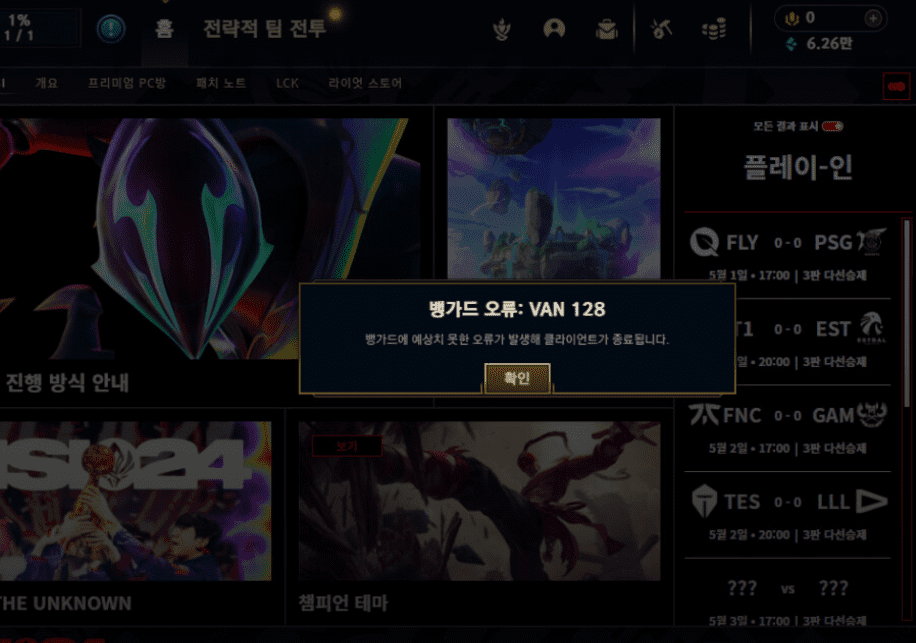 1%
1 / 1
홈
전략적 팀 전투
0
6.26만
개요
프리미엄 PC방
패치 노트
LCK
라이엇 스토어
모든 결과 표시
플레이-인
FLY 0 - 0 PSG
5월 1일 • 17:00 | 3판 다선승제
T1 0 - 0 EST
일 • 20:00 | 3판 다선승제
뱅가드 오류: VAN 128
뱅가드에 예상치 못한 오류가 발생해 클라이언트가 종료됩니다.
확인
진행 방식 안내
FNC 0 - 0 GAM
5월 2일 • 17:00 | 3판 다선승제
보기
TES 0 - 0 LLL
5월 2일 • 20:00 | 3판 다선승제
??? vs ???
5월 3일 • 17:00 | 3판 다선승제
THE UNKNOWN
챔피언 테마